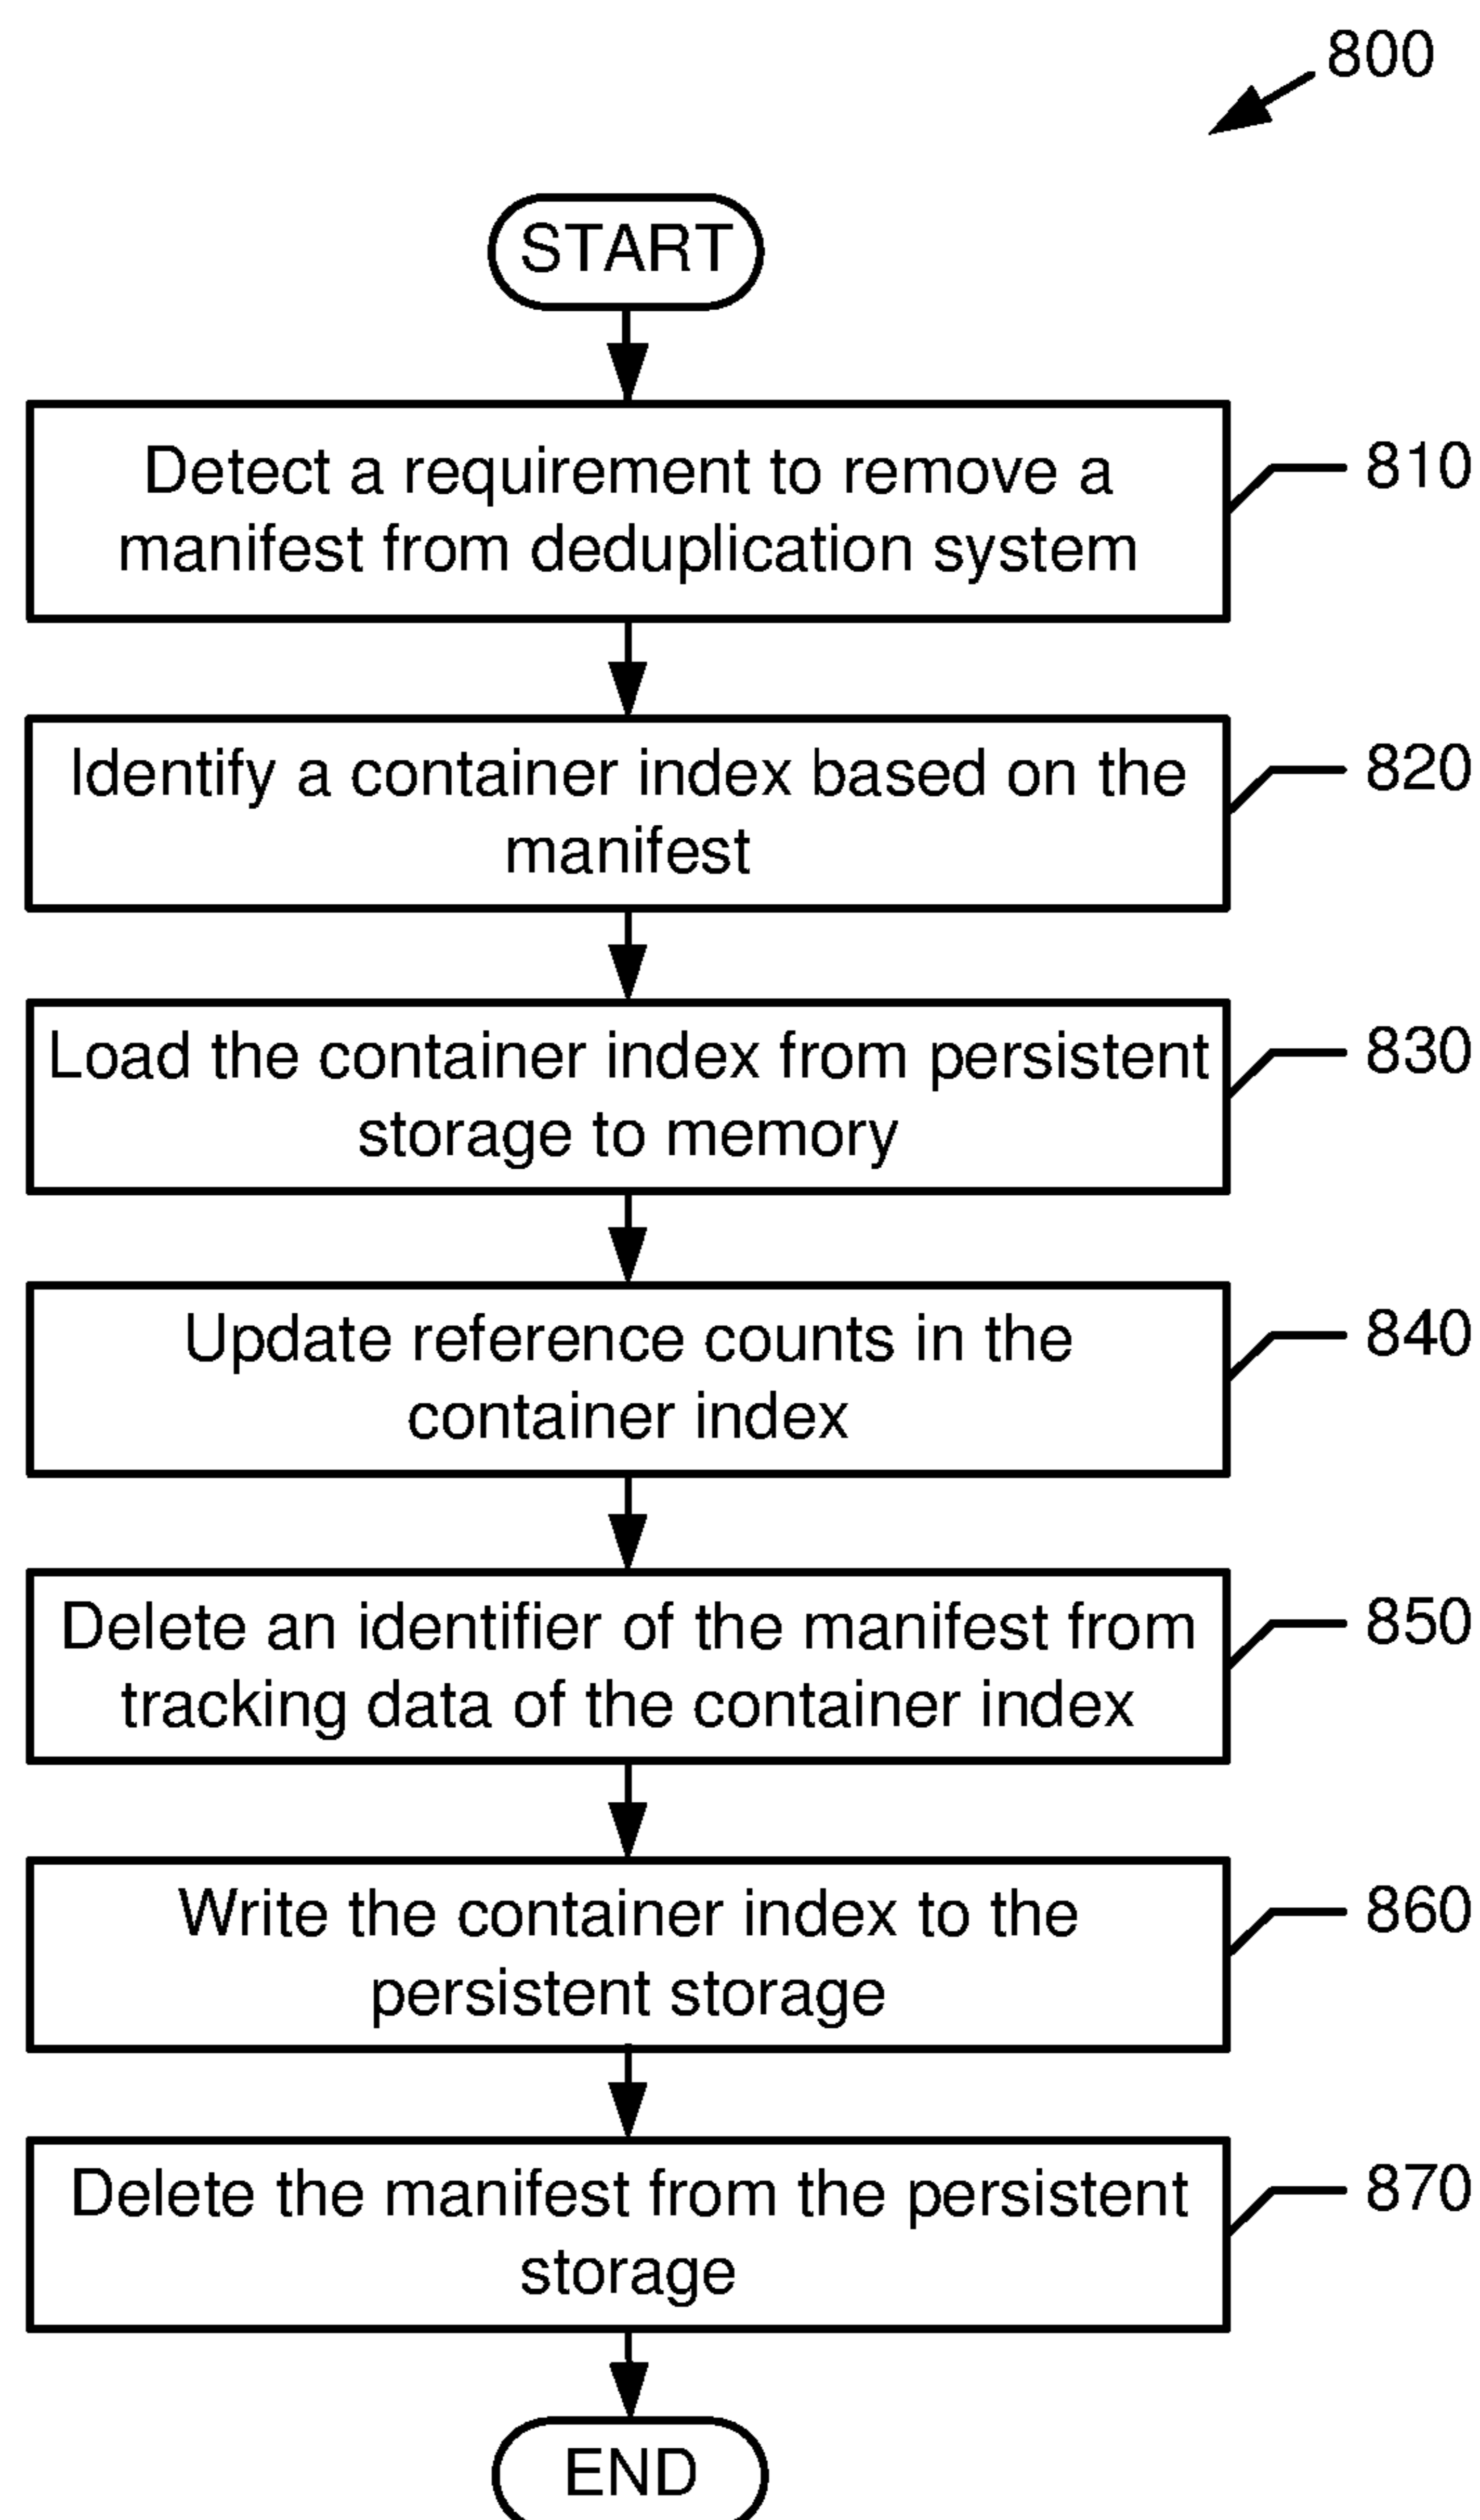 800
START
Detect a requirement to remove a
manifest from deduplication system
810
Identify a container index based on the
manifest
820
Load the container index from persistent
storage to memory
830
Update reference counts in the
container index
840
Delete an identifier of the manifest from
tracking data of the container index
850
Write the container index to the
persistent storage
860
Delete the manifest from the persistent
storage
870
END